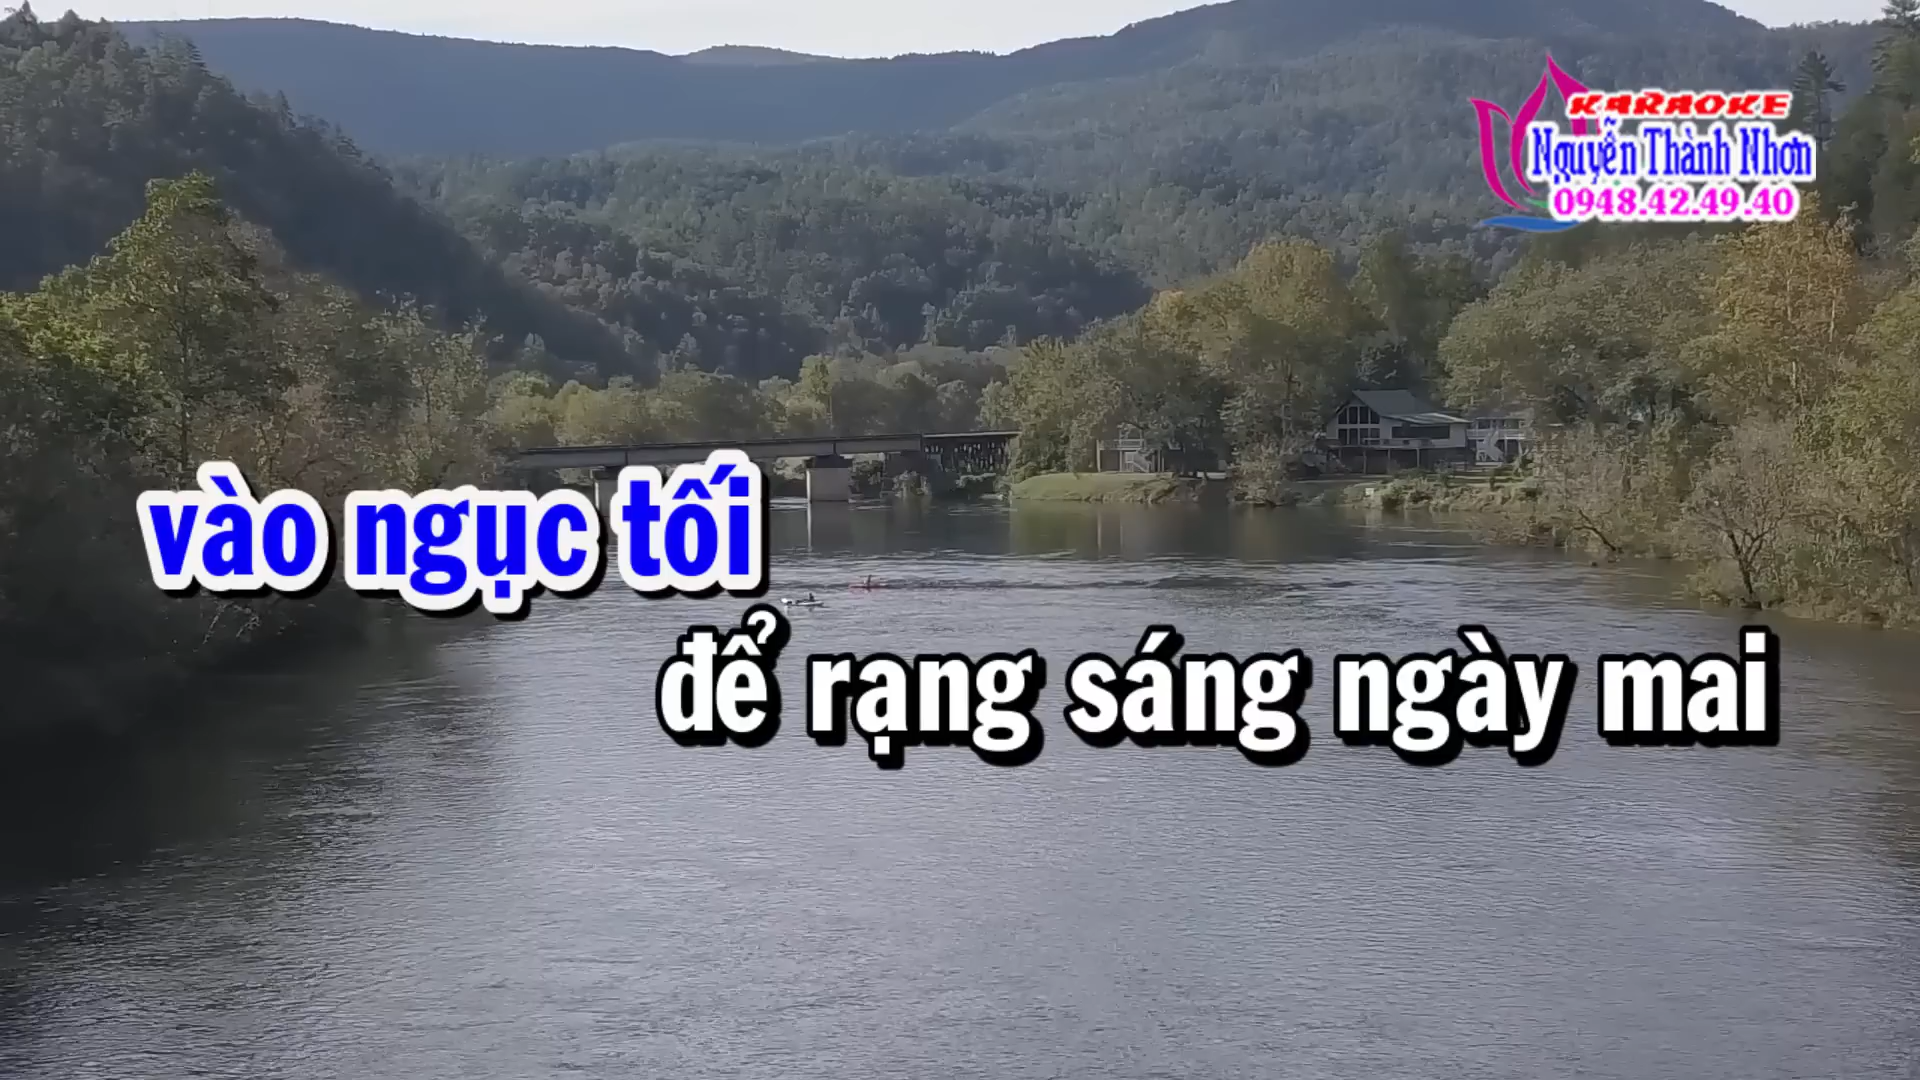 KARAOKE
Nguyễn Thành Nhơn
0948.42.49.40
vào ngục tối
để rạng sáng ngày mai